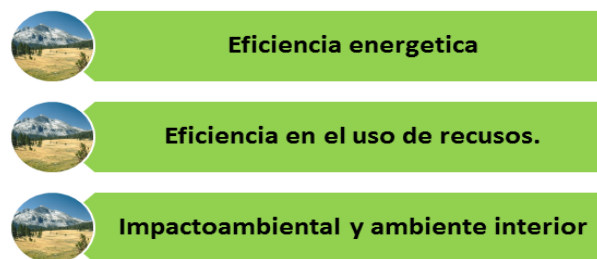 Eficiencia energetica
Eficiencia en el uso de recusos.
Impactoambiental y ambiente interior